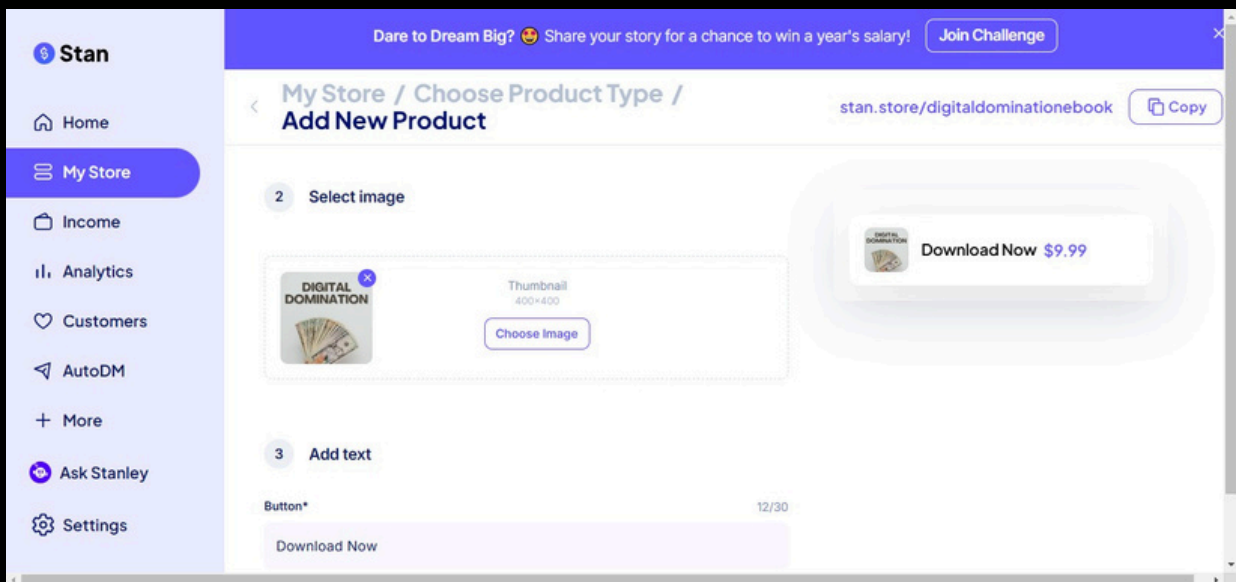 Dare to Dream Big? 🤩 Share your story for a chance to win a year's salary! Join Challenge
Stan
Home
My Store
Income
Analytics
Customers
AutoDM
More
Ask Stanley
Settings
My Store / Choose Product Type /
Add New Product
stan.store/digitaldominationebook Copy
2 Select image
DIGITAL
DOMINATION
Thumbnail
400×400
Choose Image
3 Add text
Button* 12/30
Download Now
DIGITAL
DOMINATION
Download Now $9.99